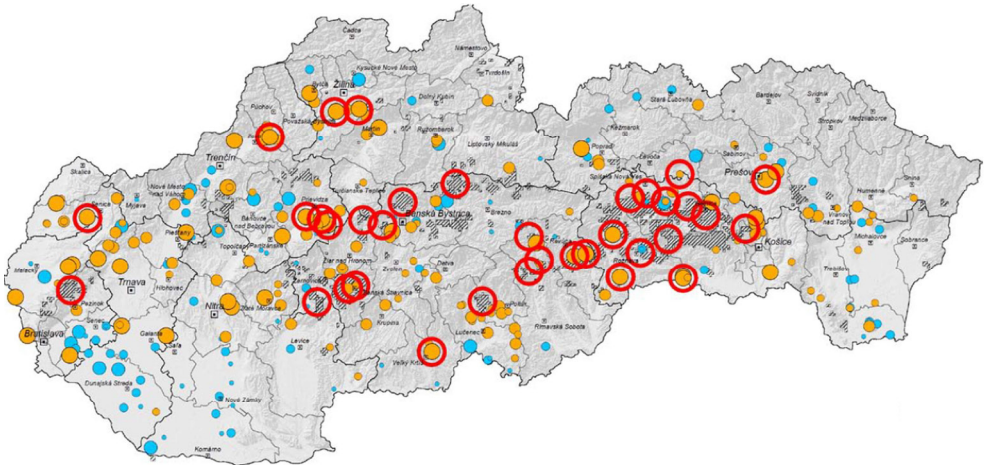 Čadca
Námestovo
Kysucké Nové Mesto
Tvrdošín
Bytča
Žilina
Dolný Kubín
Stará Ľubovňa
Bardejov
Svidník
Stropkov
Medzilaborce
Púchov
Považská Bystrica
Martin
Ružomberok
Liptovský Mikuláš
Kežmarok
Poprad
Levoča
Sabinov
Trenčín
Prešov
Spišská Nová Ves
Snina
Humenné
Skalica
Nové Mesto
nad Váhom
Turčianske Teplice
Prievidza
Senica
Myjava
Bánovce
nad Bebravou
Banská Bystrica
Brezno
Vranov
nad Topľou
Michalovce
Sobrance
Piešťany
Topoľčany
Partizánske
Košice
Malacky
Hlohovec
Žiar nad Hronom
Zvolen
Detva
Rožňava
Trebišov
Trnava
Žarnovica
Banská Štiavnica
Pezinok
Nitra
Zlaté Moravce
Krupina
Poltár
Rimavská Sobota
Lučenec
Senec
Bratislava
Galanta
Šaľa
Levice
Veľký Krtíš
Dunajská Streda
Nové Zámky
Komárno